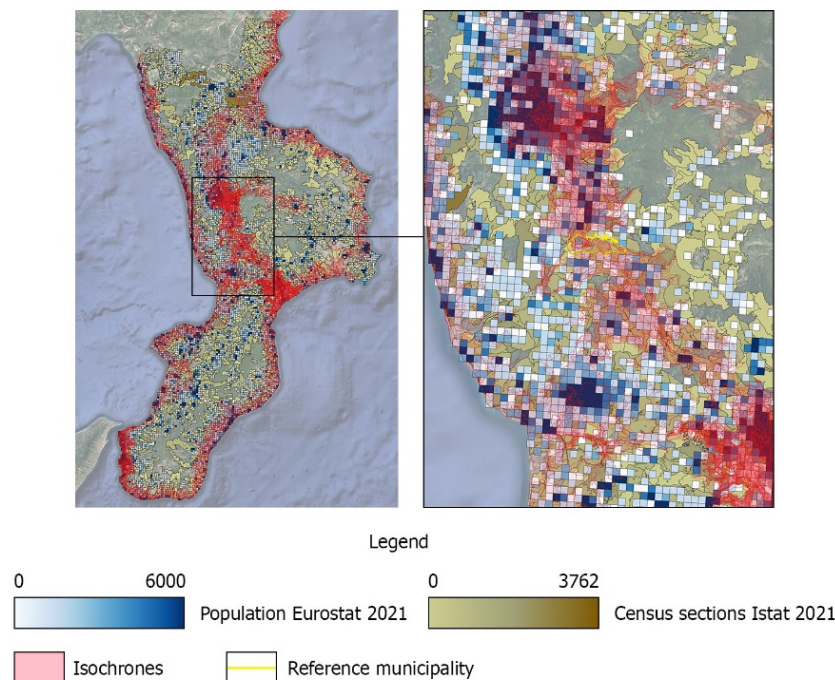 Legend
0 6000 Population Eurostat 2021
0 3762 Census sections Istat 2021
Isochrones
Reference municipality